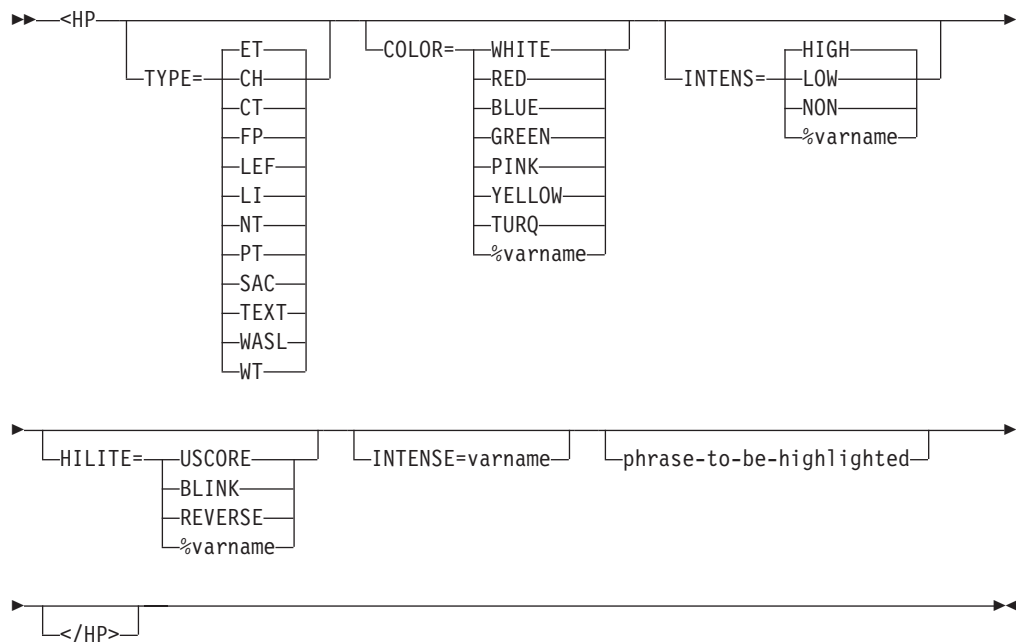 <HP
TYPE=
ET
CH
CT
FP
LEF
LI
NT
PT
SAC
TEXT
WASL
WT
COLOR=
WHITE
RED
BLUE
GREEN
PINK
YELLOW
TURQ
%varname
INTENS=
HIGH
LOW
NON
%varname
HILITE=
USCORE
BLINK
REVERSE
%varname
INTENSE=varname
phrase-to-be-highlighted
</HP>